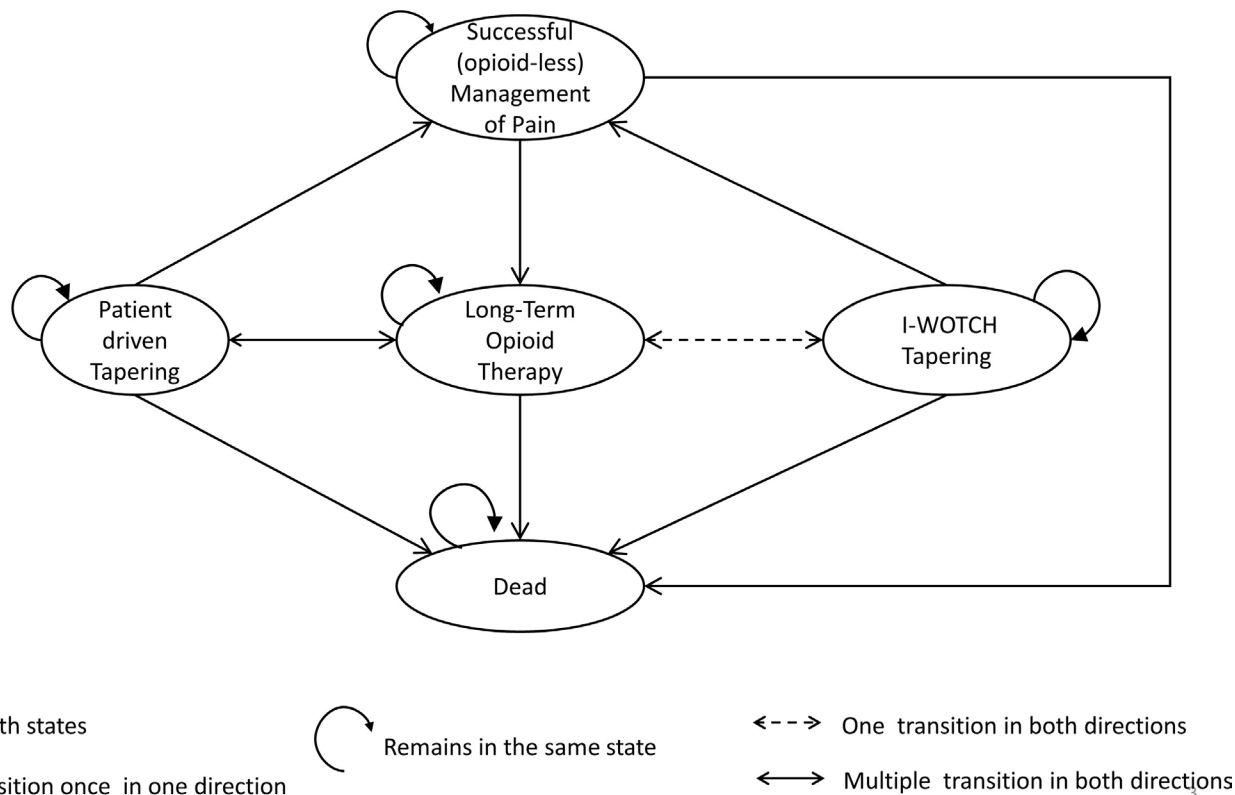 Successful
(opioid-less)
Management
of Pain
Patient
driven
Tapering
Long-Term
Opioid
Therapy
I-WOTCH
Tapering
Dead
th states
Remains in the same state
One transition in both directions
sition once in one direction
Multiple transition in both directions